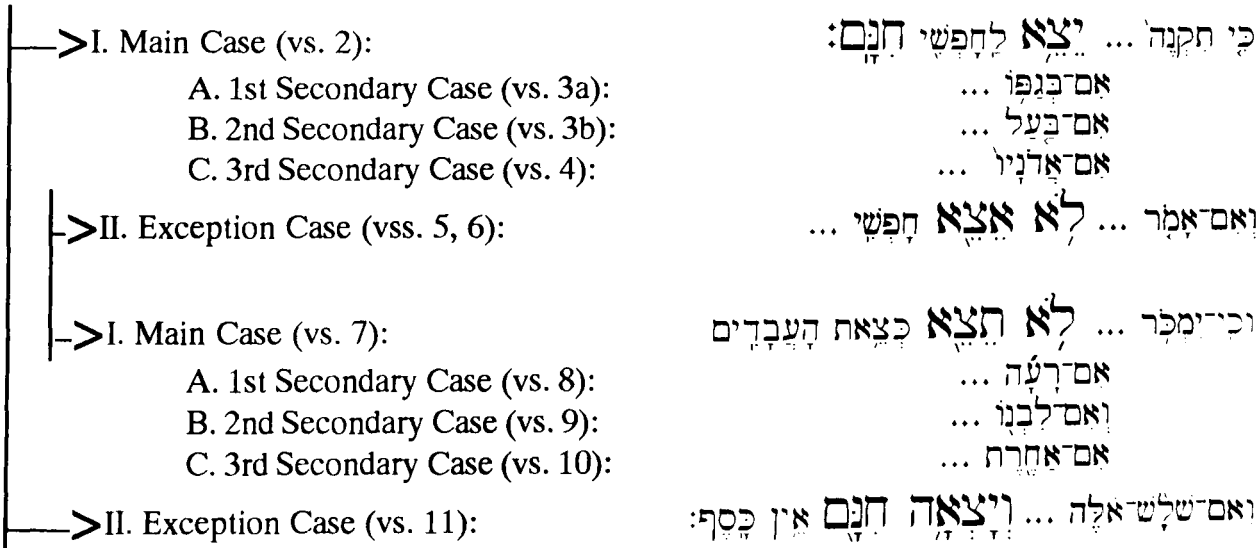 I. Main Case (vs. 2): כִּי תִקְנֶה ... יֵצֵא לַחָפְשִׁי חִנָּם׃
A. 1st Secondary Case (vs. 3a): אִם־בְּגַפּוֹ ...
B. 2nd Secondary Case (vs. 3b): אִם־בַּעַל ...
C. 3rd Secondary Case (vs. 4): אִם־אֲדֹנָיו ...
II. Exception Case (vss. 5, 6): וְאִם־אָמֹר ... לֹא אֵצֵא חָפְשִׁי ...
I. Main Case (vs. 7): וכִי־יִמְכֹּר ... לֹא תֵצֵא כְּצֵאת הָעֲבָדִים
A. 1st Secondary Case (vs. 8): אִם־רָעָה ...
B. 2nd Secondary Case (vs. 9): וְאִם־לִבְנוֹ ...
C. 3rd Secondary Case (vs. 10): אִם־אַחֶרֶת ...
II. Exception Case (vs. 11): וְאִם־שְׁלָשׁ־אֵלֶּה ... וְיָצְאָה חִנָּם אֵין כָּסֶף׃